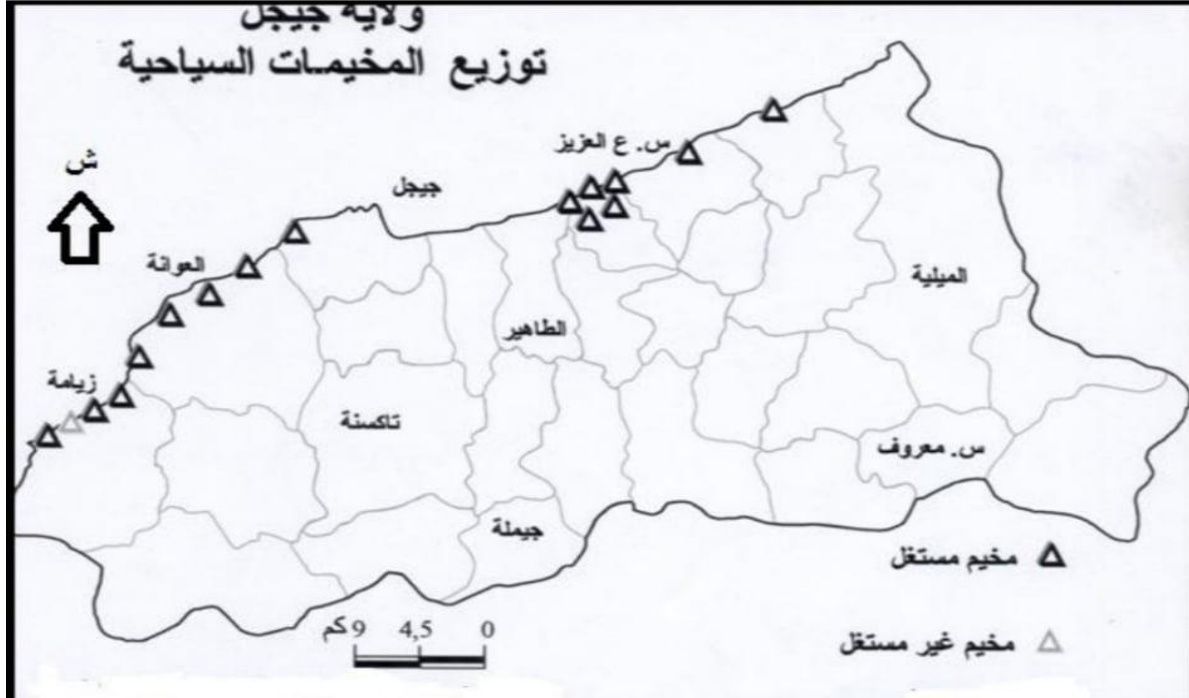 ولاية جيجل
توزيع المخيمات السياحية
ش
س. ع العزيز
جيجل
العوانة
الميلية
الطاهير
زيامة
تاكسنة
س. معروف
جيملة
مخيم مستغل
مخيم غير مستغل
0 4,5 9 كم